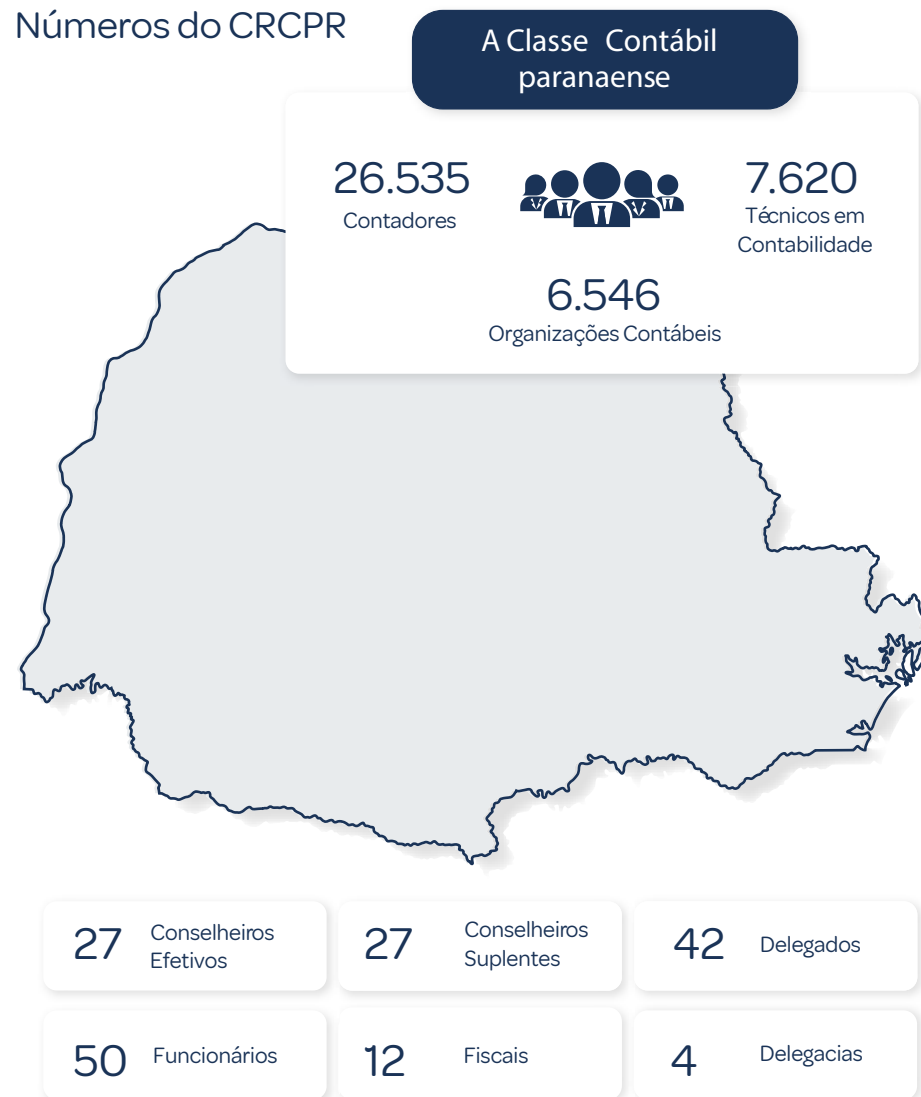 Números do CRCPR
A Classe Contábil
paranaense
26.535
Contadores
7.620
Técnicos em
Contabilidade
6.546
Organizações Contábeis
27
Conselheiros
Efetivos
27
Conselheiros
Suplentes
42
Delegados
50
Funcionários
12
Fiscais
4
Delegacias